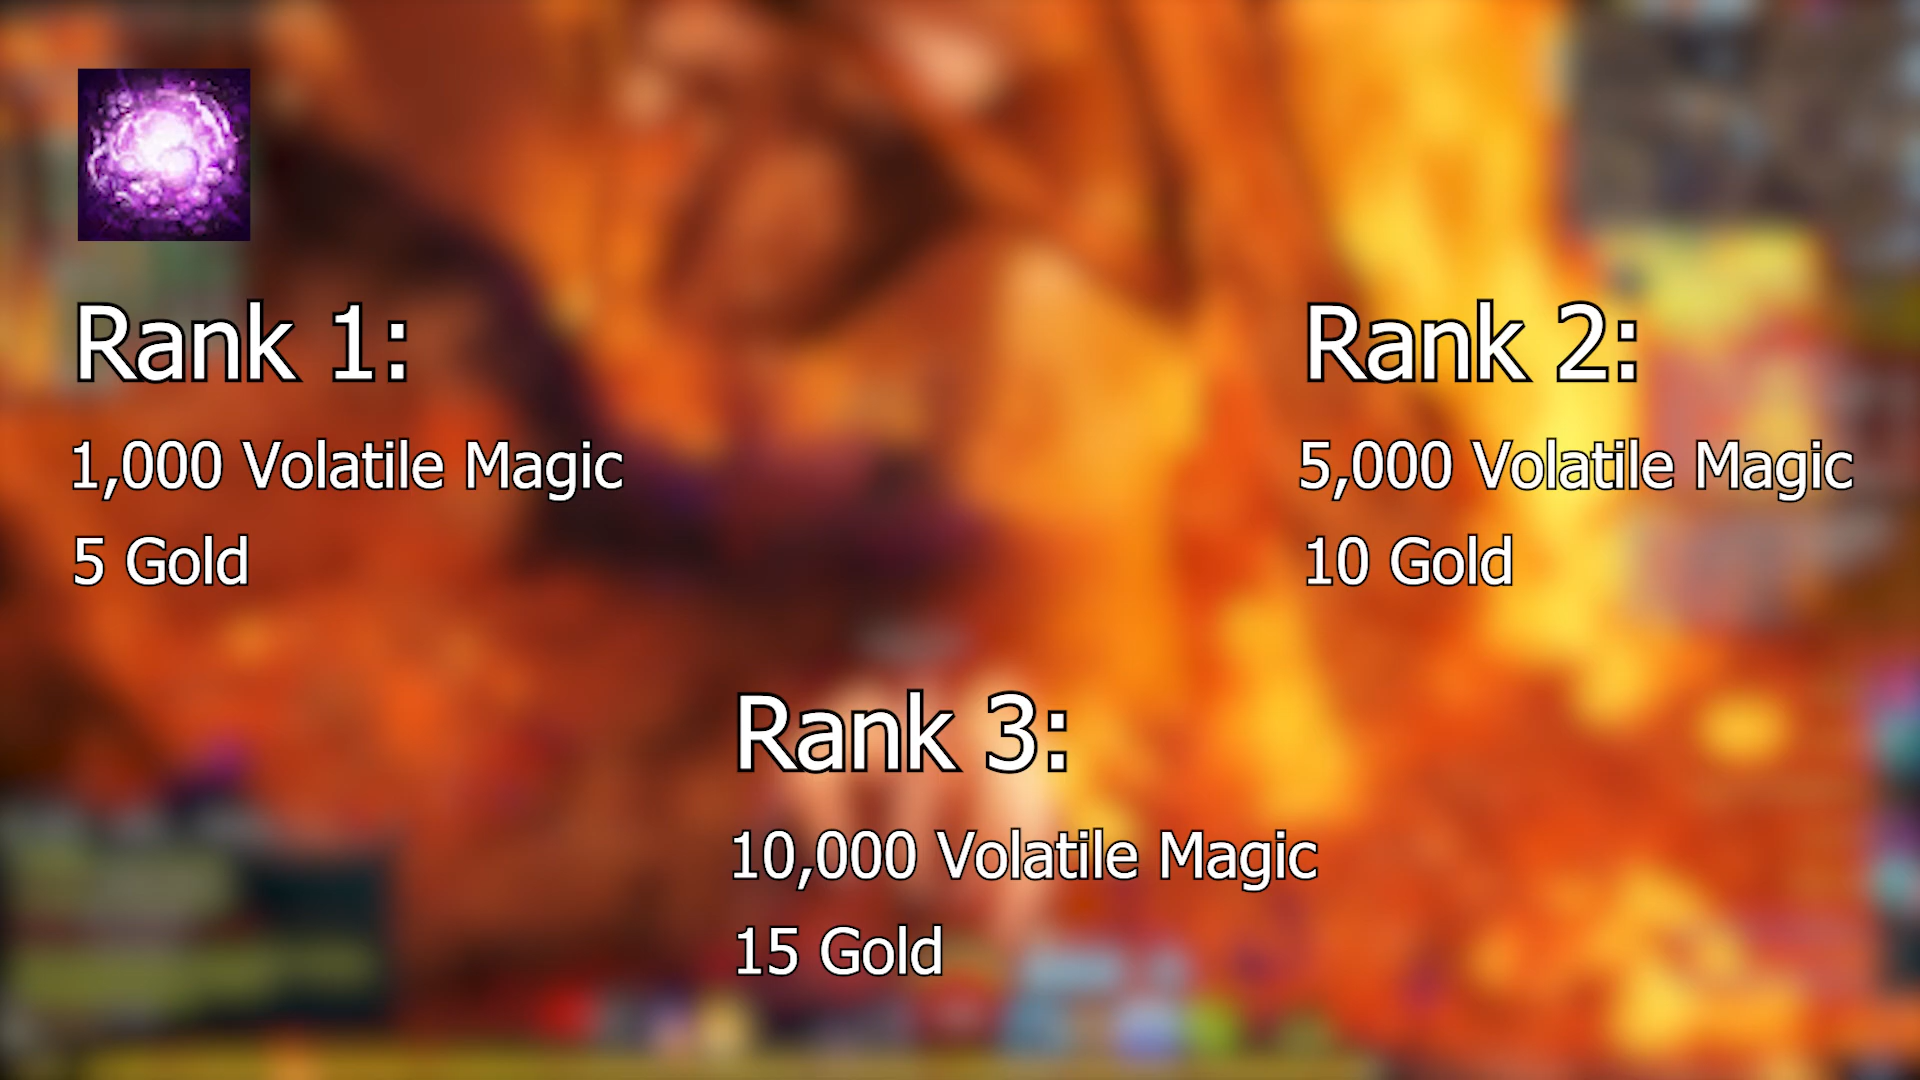 Rank 1:
1,000 Volatile Magic
5 Gold
Rank 2:
5,000 Volatile Magic
10 Gold
Rank 3:
10,000 Volatile Magic
15 Gold